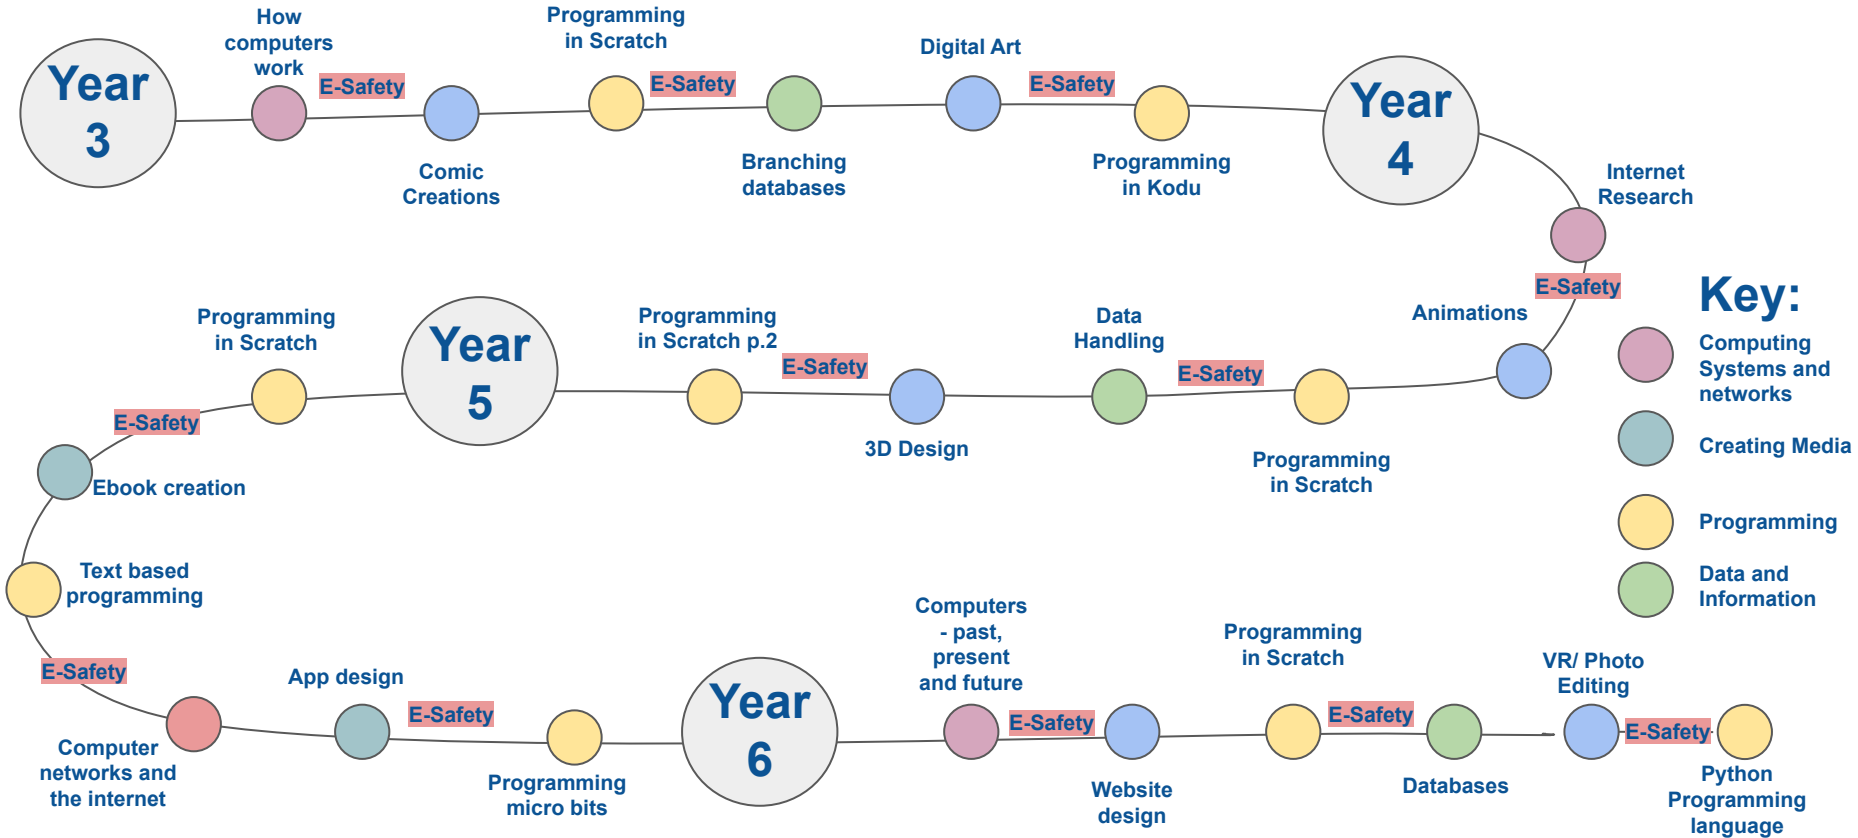 Year
3
How
computers
work
E-Safety
Comic
Creations
Programming
in Scratch
E-Safety
Branching
databases
Digital Art
E-Safety
Programming
in Kodu
Year
4
Internet
Research
E-Safety
Animations
Programming
in Scratch
E-Safety
Data
Handling
3D Design
E-Safety
Programming
in Scratch p.2
Year
5
Programming
in Scratch
E-Safety
Ebook creation
Text based
programming
E-Safety
Computer
networks and
the internet
App design
E-Safety
Programming
micro bits
Year
6
Computers
- past,
present
and future
E-Safety
Website
design
Programming
in Scratch
E-Safety
Databases
VR/ Photo
Editing
E-Safety
Python
Programming
language
Key:
Computing
Systems and
networks
Creating Media
Programming
Data and
Information